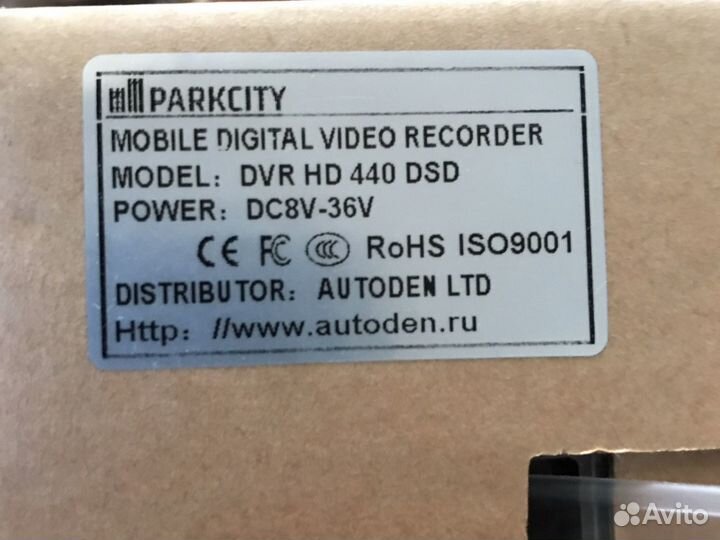 PARKCITY
MOBILE DIGITAL VIDEO RECORDER
MODEL: DVR HD 440 DSD
POWER: DC8V-36V
CE FC CCC RoHS ISO9001
DISTRIBUTOR: AUTODEN LTD
Http: //www.autoden.ru
Avito